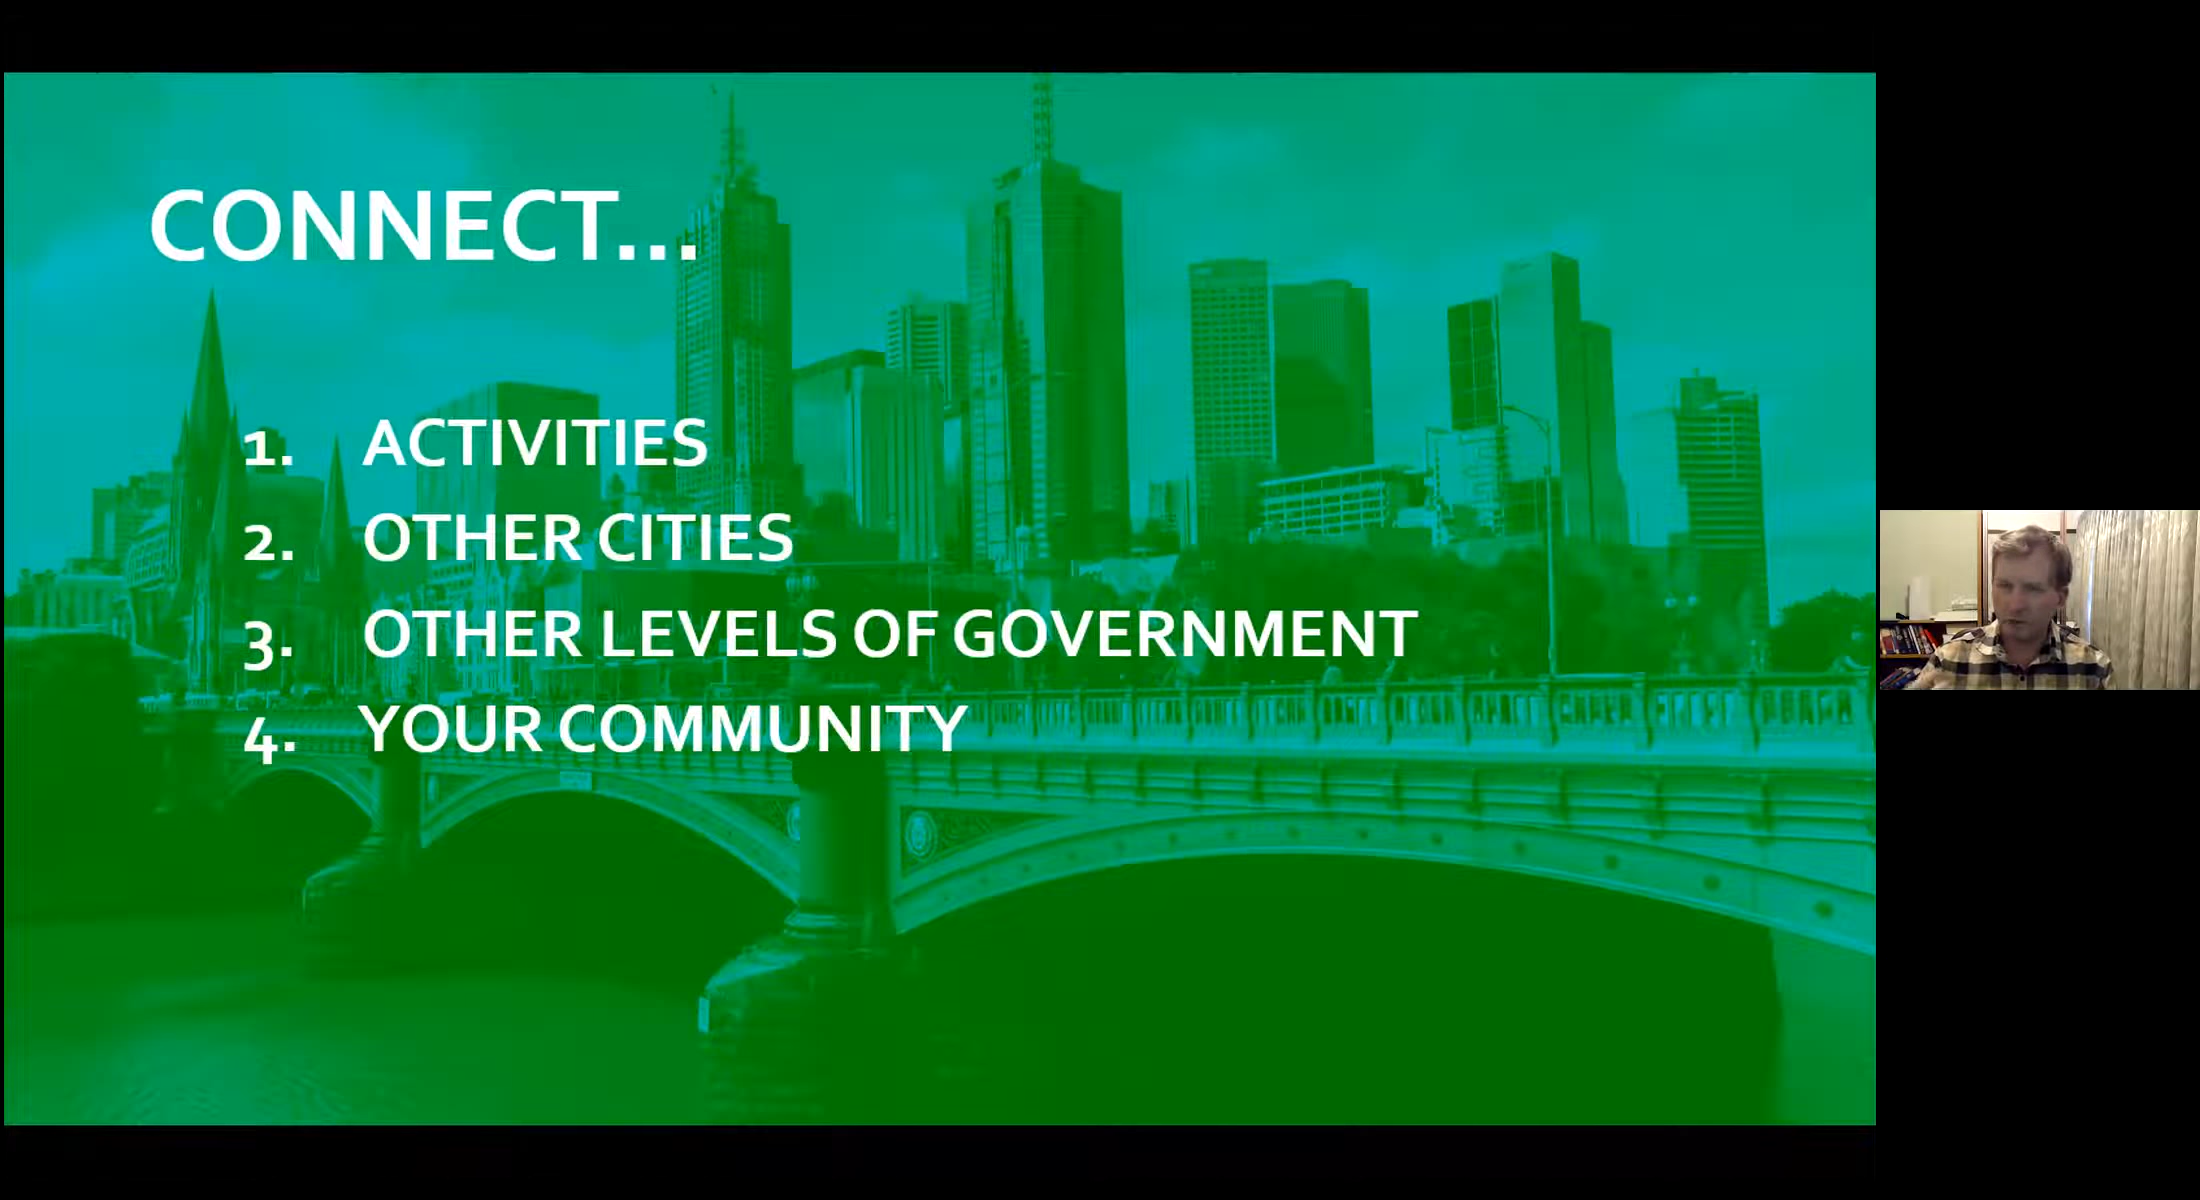 CONNECT...
1. ACTIVITIES
2. OTHER CITIES
3. OTHER LEVELS OF GOVERNMENT
4. YOUR COMMUNITY